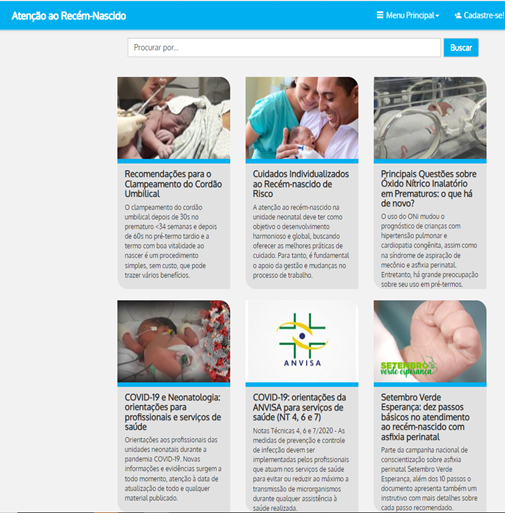 Atenção ao Recém-Nascido
Menu Principal
Cadastre-se!
Procurar por...
Buscar
Recomendações para o
Clampeamento do Cordão
Umbilical
O clampeamento do cordão
umbilical depois de 30s no
prematuro <34 semanas e depois
de 60s no pré-termo tardio e a
termo com boa vitalidade ao
nascer é um procedimento
simples, sem custo, que pode
trazer vários benefícios.
Cuidados Individualizados
ao Recém-nascido de
Risco
A atenção ao recém-nascido na
unidade neonatal deve ter como
objetivo o desenvolvimento
harmonioso e global, buscando
oferecer as melhores práticas de
cuidado. Para tanto, é fundamental
o apoio da gestão e mudanças no
processo de trabalho.
Principais Questões sobre
Óxido Nítrico Inalatório
em Prematuros: o que há
de novo?
O uso do ONi mudou o
prognóstico de crianças com
hipertensão pulmonar e
cardiopatia congênita, assim como
na síndrome de aspiração de
mecônio e asfixia perinatal.
Entretanto, há grande preocupação
sobre seu uso em pré-termos.
COVID-19 e Neonatologia:
orientações para
profissionais e serviços de
saúde
Orientações aos profissionais das
unidades neonatais durante a
pandemia COVID-19. Novas
informações e evidências surgem a
todo momento, atenção à data de
atualização de todo e qualquer
material publicado.
ANVISA
COVID-19: orientações da
ANVISA para serviços de
saúde (NT 4, 6 e 7)
Notas Técnicas 4, 6 e 7/2020 - As
medidas de prevenção e controle
de infecção devem ser
implementadas pelos profissionais
que atuam nos serviços de saúde
para evitar ou reduzir ao máximo a
transmissão de microrganismos
durante qualquer assistência à
saúde realizada.
SETEMBRO
verde esperança
Setembro Verde
Esperança: dez passos
básicos no atendimento
ao recém-nascido com
asfixia perinatal
Parte da campanha nacional de
conscientização sobre asfixia
perinatal Setembro Verde
Esperança, além dos 10 passos o
documento apresenta também um
instrutivo com mais detalhes sobre
cada passo recomendado.